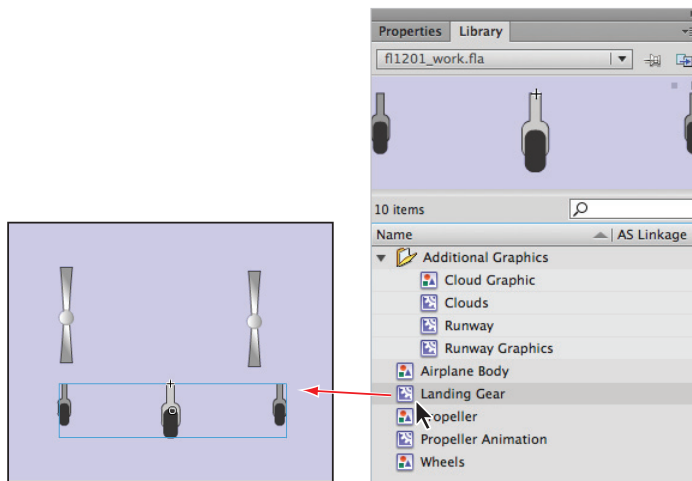 Properties Library
fl1201_work.fla
10 items
Name AS Linkage
Additional Graphics
Cloud Graphic
Clouds
Runway
Runway Graphics
Airplane Body
Landing Gear
Propeller Animation
Wheels